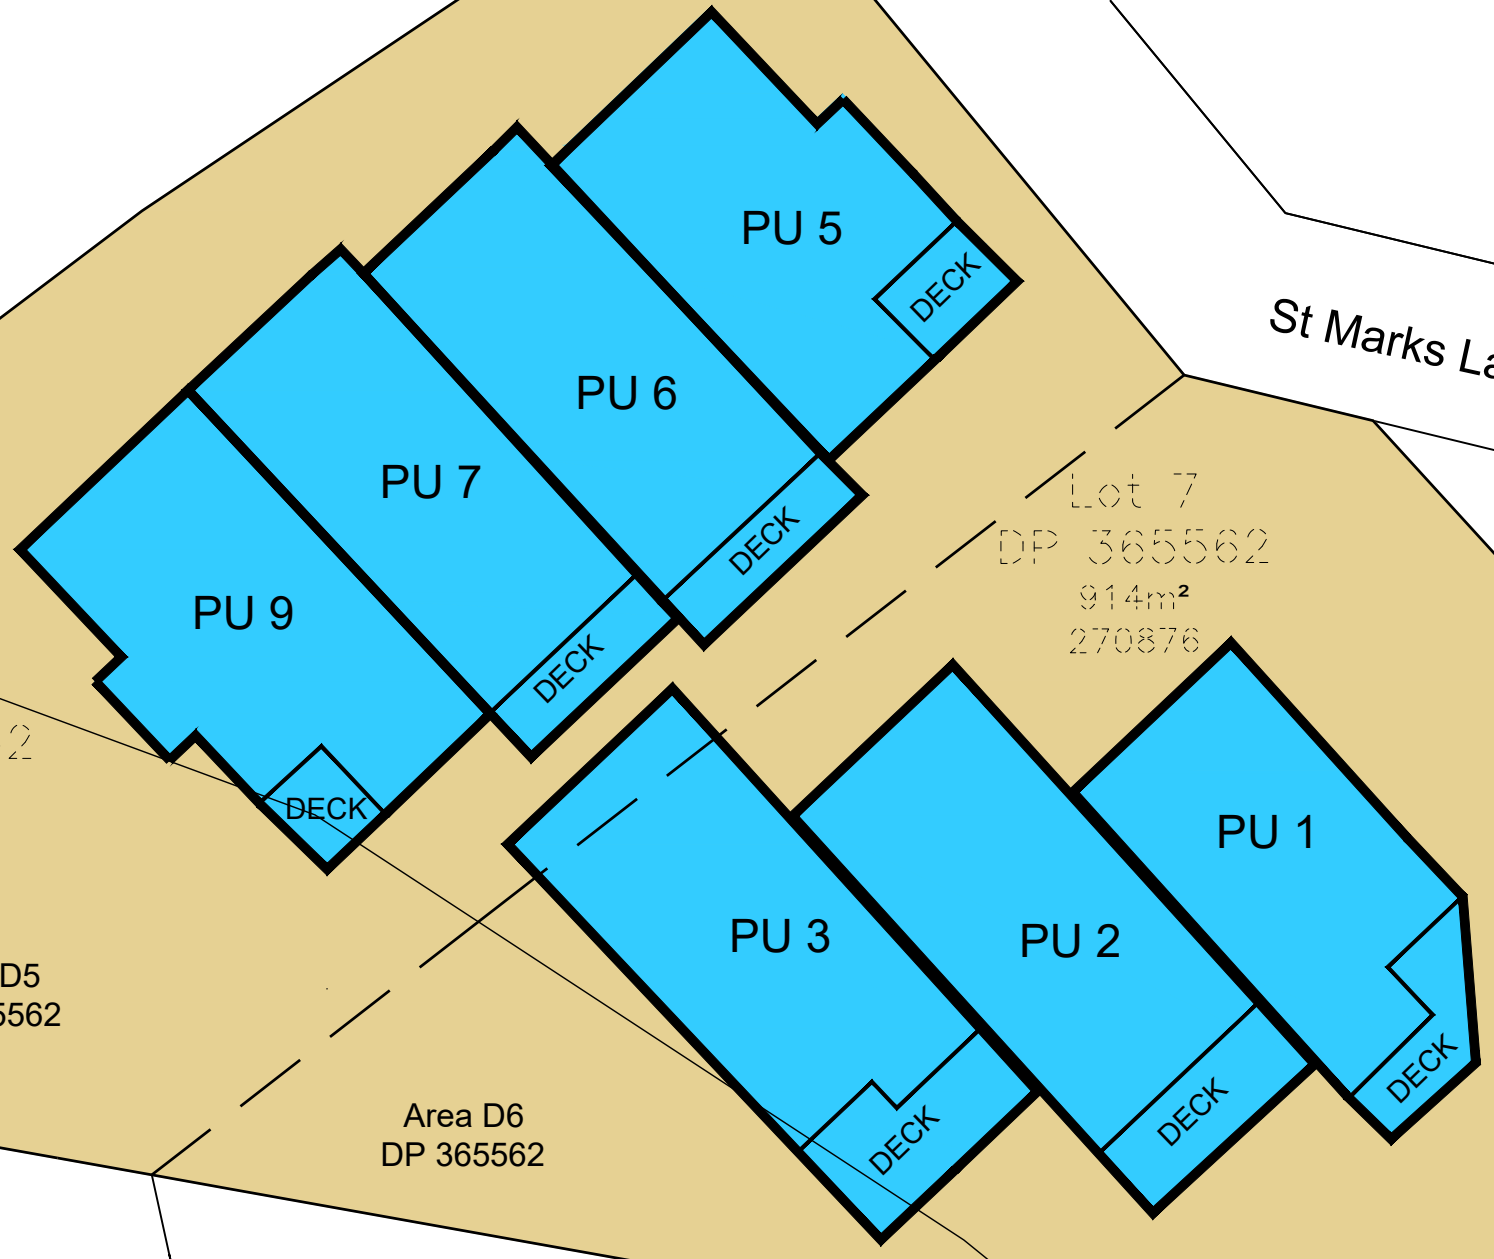 PU 5
DECK
St Marks La
PU 6
PU 7
Lot 7
DP 365562
914m²
270876
DECK
PU 9
DECK
2
DECK
PU 1
PU 3
PU 2
D5
5562
DECK
DECK
DECK
Area D6
DP 365562